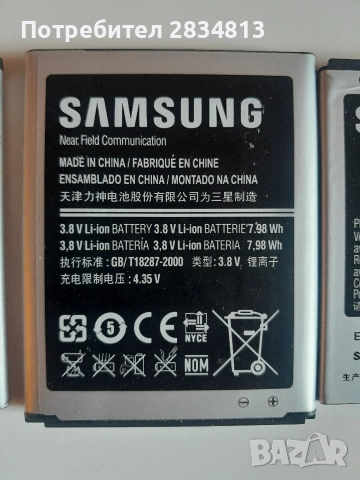 Потребител 2834813
SAMSUNG
Near Field Communication
MADE IN CHINA / FABRIQUÉ EN CHINE
ENSAMBLADO EN CHINA / MONTADO NA CHINA
天津力神电池股份有限公司为三星制造
3.8 V Li-ion BATTERY 3.8 V Li-ion BATTERIE 7.98 Wh
3,8 V Li-ion BATERÍA 3,8 V Li-ion BATERIA 7,98 Wh
执行标准: GB/T18287-2000 类型: 3.8 V 锂离子
充电限制电压: 4.35 V
5
CE
NYCE
NOM
BAZAR